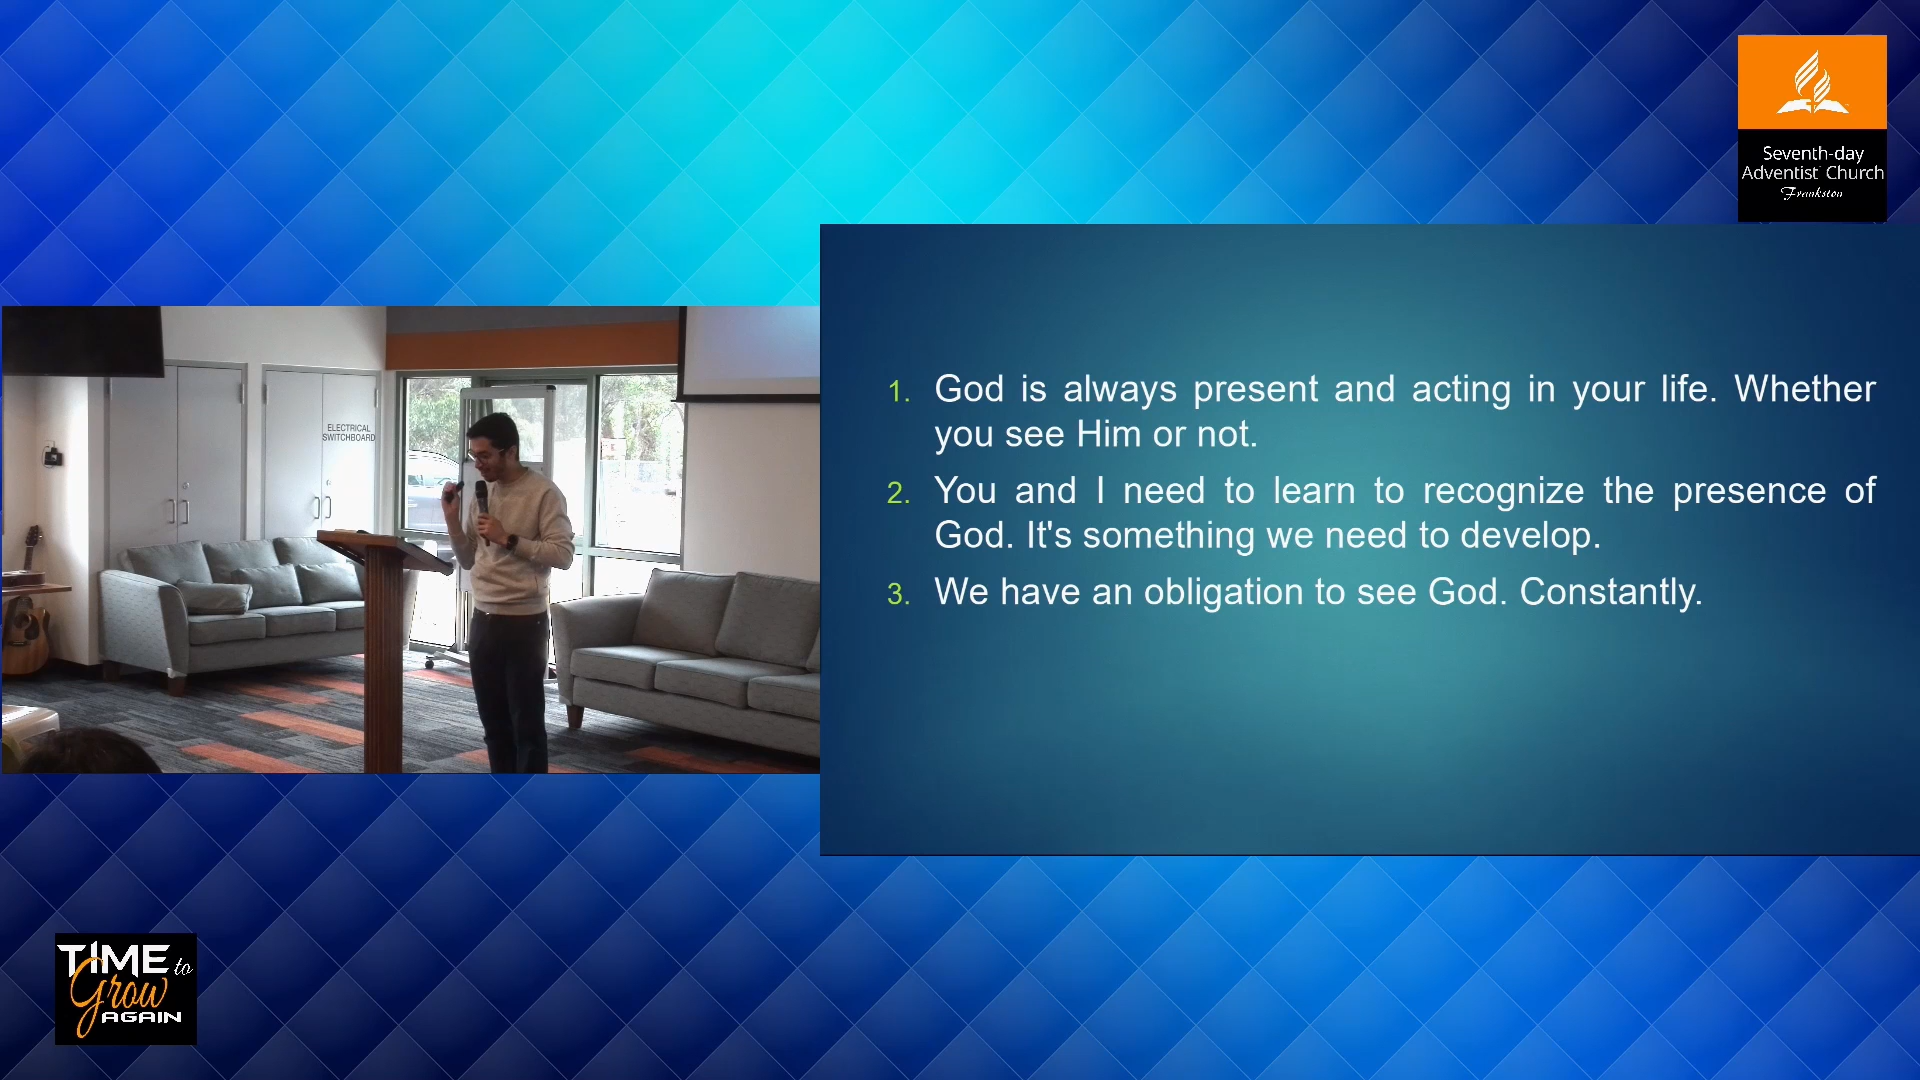 Seventh-day
Adventist Church
Frankston
ELECTRICAL
SWITCHBOARD
1. God is always present and acting in your life. Whether
you see Him or not.
2. You and I need to learn to recognize the presence of
God. It's something we need to develop.
3. We have an obligation to see God. Constantly.
TIME to
Grow
AGAIN